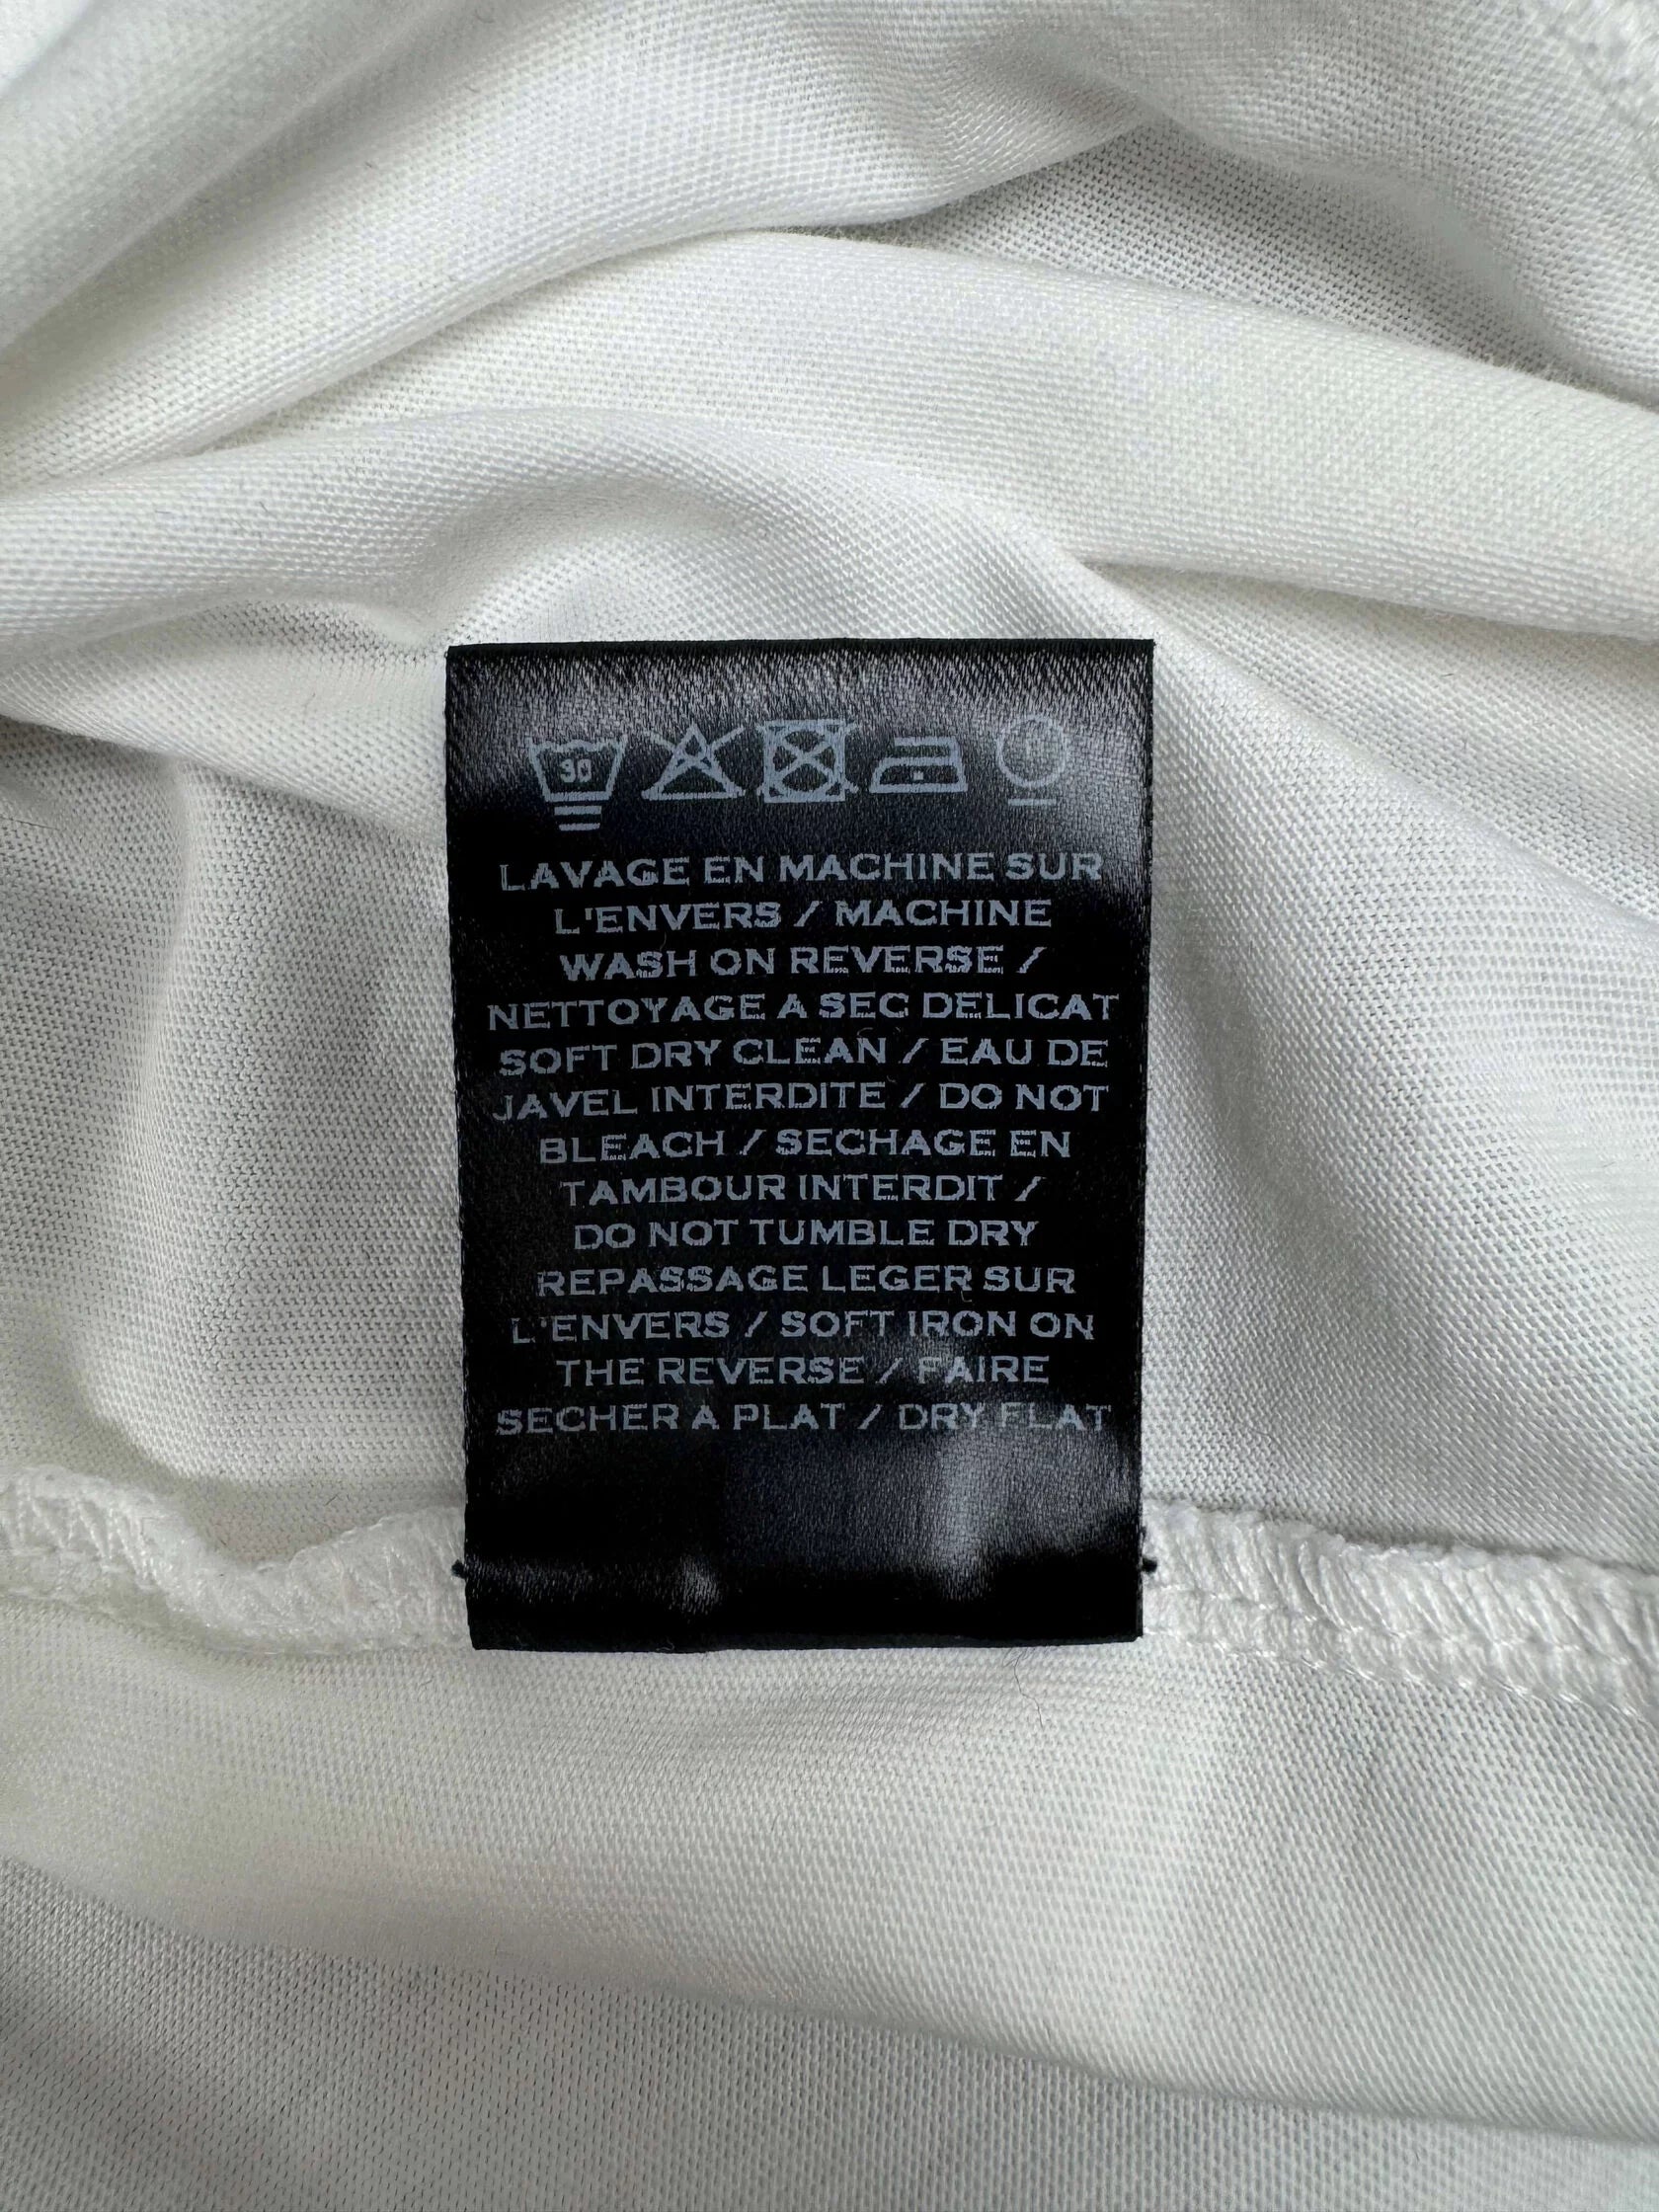 30
LAVAGE EN MACHINE SUR
L'ENVERS / MACHINE
WASH ON REVERSE /
NETTOYAGE A SEC DELICAT
SOFT DRY CLEAN / EAU DE
JAVEL INTERDITE / DO NOT
BLEACH / SECHAGE EN
TAMBOUR INTERDIT /
DO NOT TUMBLE DRY
REPASSAGE LEGER SUR
L'ENVERS / SOFT IRON ON
THE REVERSE / FAIRE
SECHER A PLAT / DRY FLAT